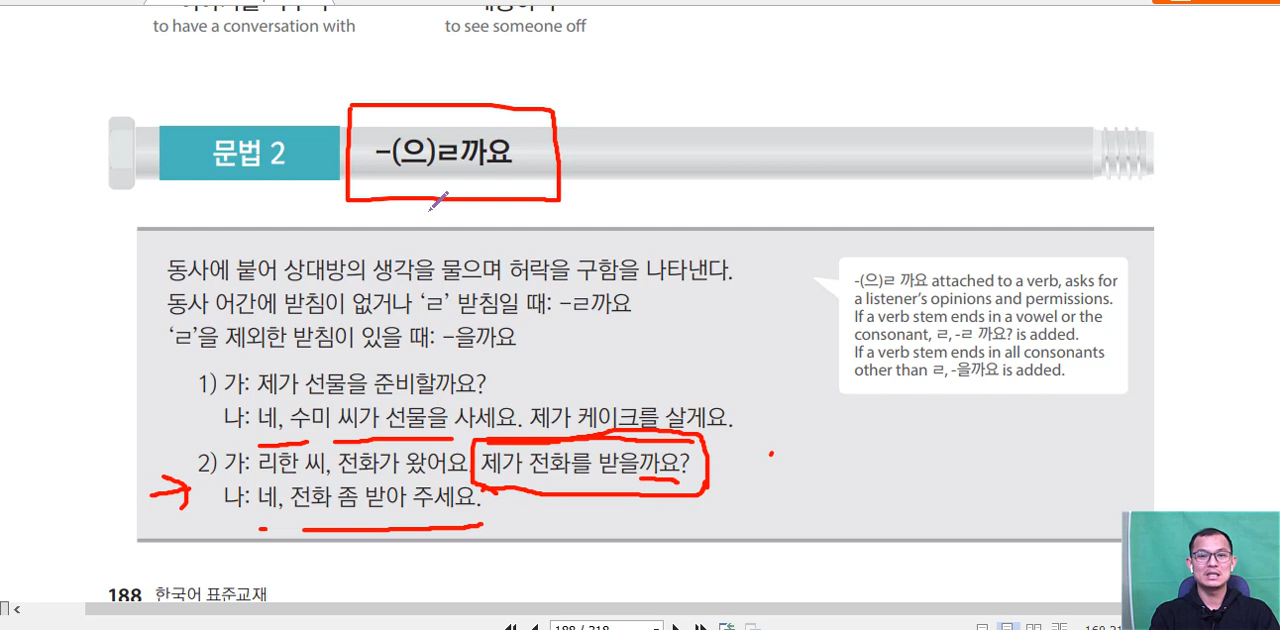 to have a conversation with
to see someone off
문법 2
-(으)ㄹ까요
동사에 붙어 상대방의 생각을 물으며 허락을 구함을 나타낸다.
동사 어간에 받침이 없거나 ‘ㄹ’ 받침일 때: -ㄹ까요
‘ㄹ’을 제외한 받침이 있을 때: -을까요
1) 가: 제가 선물을 준비할까요?
나: 네, 수미 씨가 선물을 사세요. 제가 케이크를 살게요.
2) 가: 리한 씨, 전화가 왔어요. 제가 전화를 받을까요?
나: 네, 전화 좀 받아 주세요.
-(으)ㄹ 까요 attached to a verb, asks for
a listener’s opinions and permissions.
If a verb stem ends in a vowel or the
consonant, ㄹ, -ㄹ 까요? is added.
If a verb stem ends in all consonants
other than ㄹ, -을까요 is added.
188 한국어 표준교재